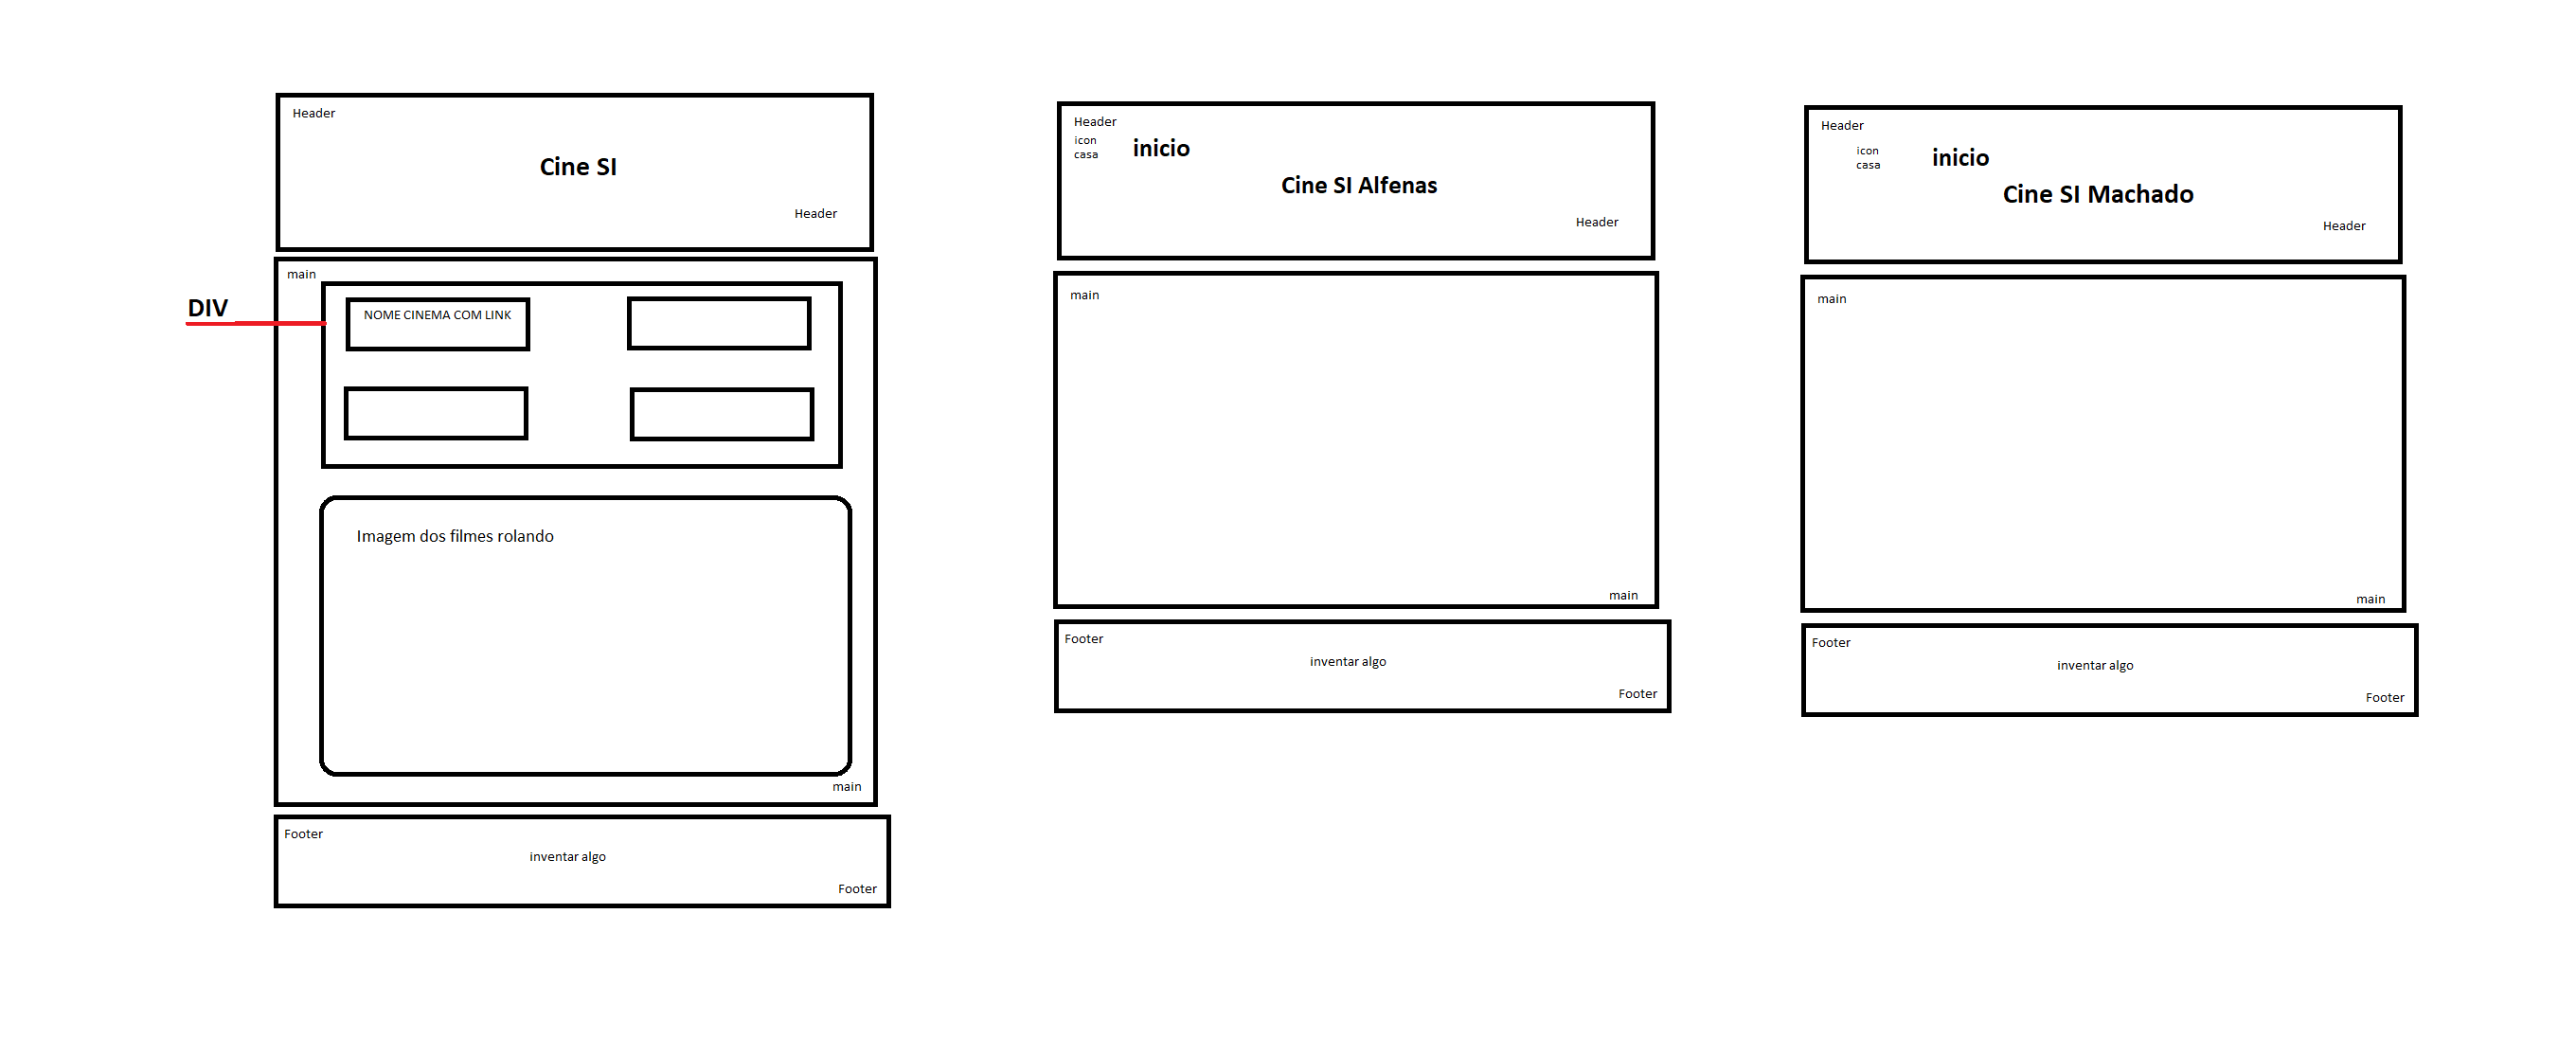 Header
Cine SI
Header
main
DIV
NOME CINEMA COM LINK
Imagem dos filmes rolando
main
Footer
inventar algo
Footer
Header
icon
casa
inicio
Cine SI Alfenas
Header
main
main
Footer
inventar algo
Footer
Header
icon
casa
inicio
Cine SI Machado
Header
main
main
Footer
inventar algo
Footer